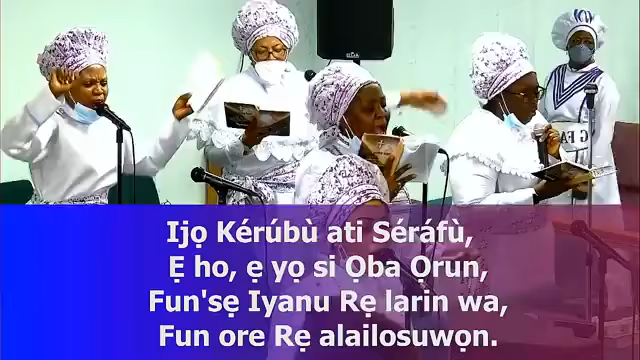 Ijọ Kérúbù ati Séráfù,
Ẹ ho, ẹ yọ si Ọba Ọrun,
Fun'sẹ Iyanu Rẹ larin wa,
Fun ore Rẹ alailosuwọn.